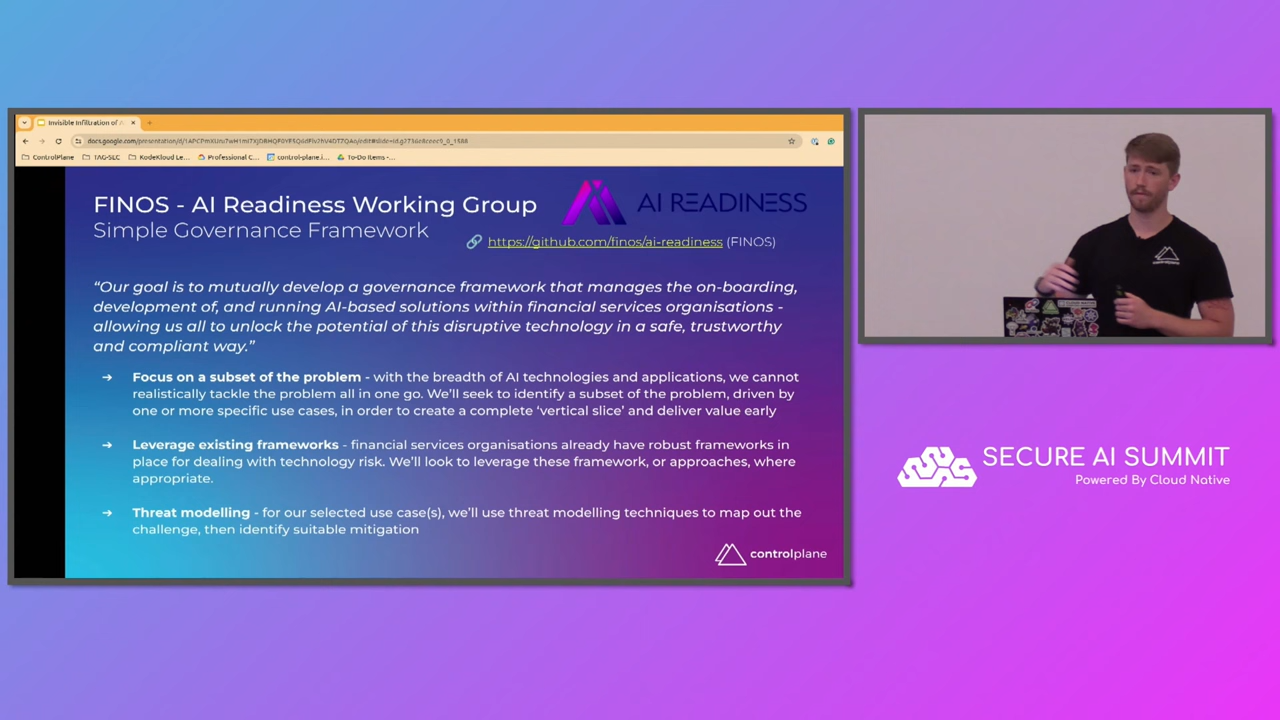 Invisible Infiltration of A
ControlPlane
TAG-SLC
KodeKloud Le...
Professional C...
control-plane.i...
To-Do Items -...
FINOS - AI Readiness Working Group
AI READINESS
Simple Governance Framework
https://github.com/finos/ai-readiness (FINOS)
“Our goal is to mutually develop a governance framework that manages the on-boarding,
development of, and running AI-based solutions within financial services organisations -
allowing us all to unlock the potential of this disruptive technology in a safe, trustworthy
and compliant way.”
➔ Focus on a subset of the problem - with the breadth of AI technologies and applications, we cannot
realistically tackle the problem all in one go. We’ll seek to identify a subset of the problem, driven by
one or more specific use cases, in order to create a complete ‘vertical slice’ and deliver value early
➔ Leverage existing frameworks - financial services organisations already have robust frameworks in
place for dealing with technology risk. We’ll look to leverage these framework, or approaches, where
appropriate.
➔ Threat modelling - for our selected use case(s), we’ll use threat modelling techniques to map out the
challenge, then identify suitable mitigation
controlplane
SECURE AI SUMMIT
Powered By Cloud Native